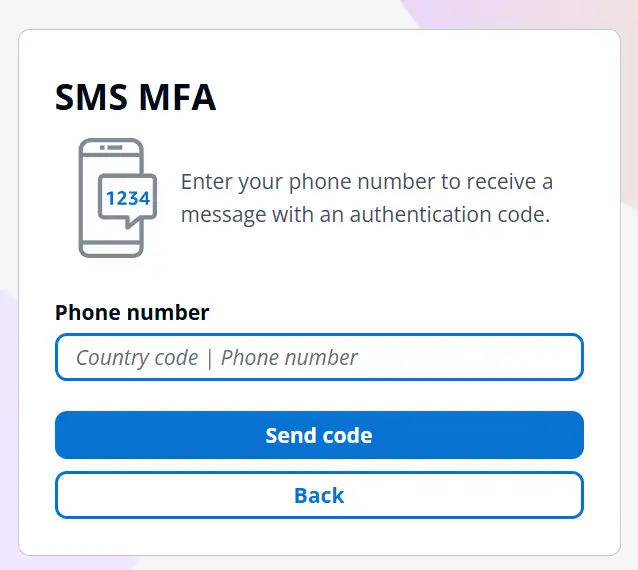 SMS MFA
1234
Enter your phone number to receive a
message with an authentication code.
Phone number
Country code | Phone number
Send code
Back